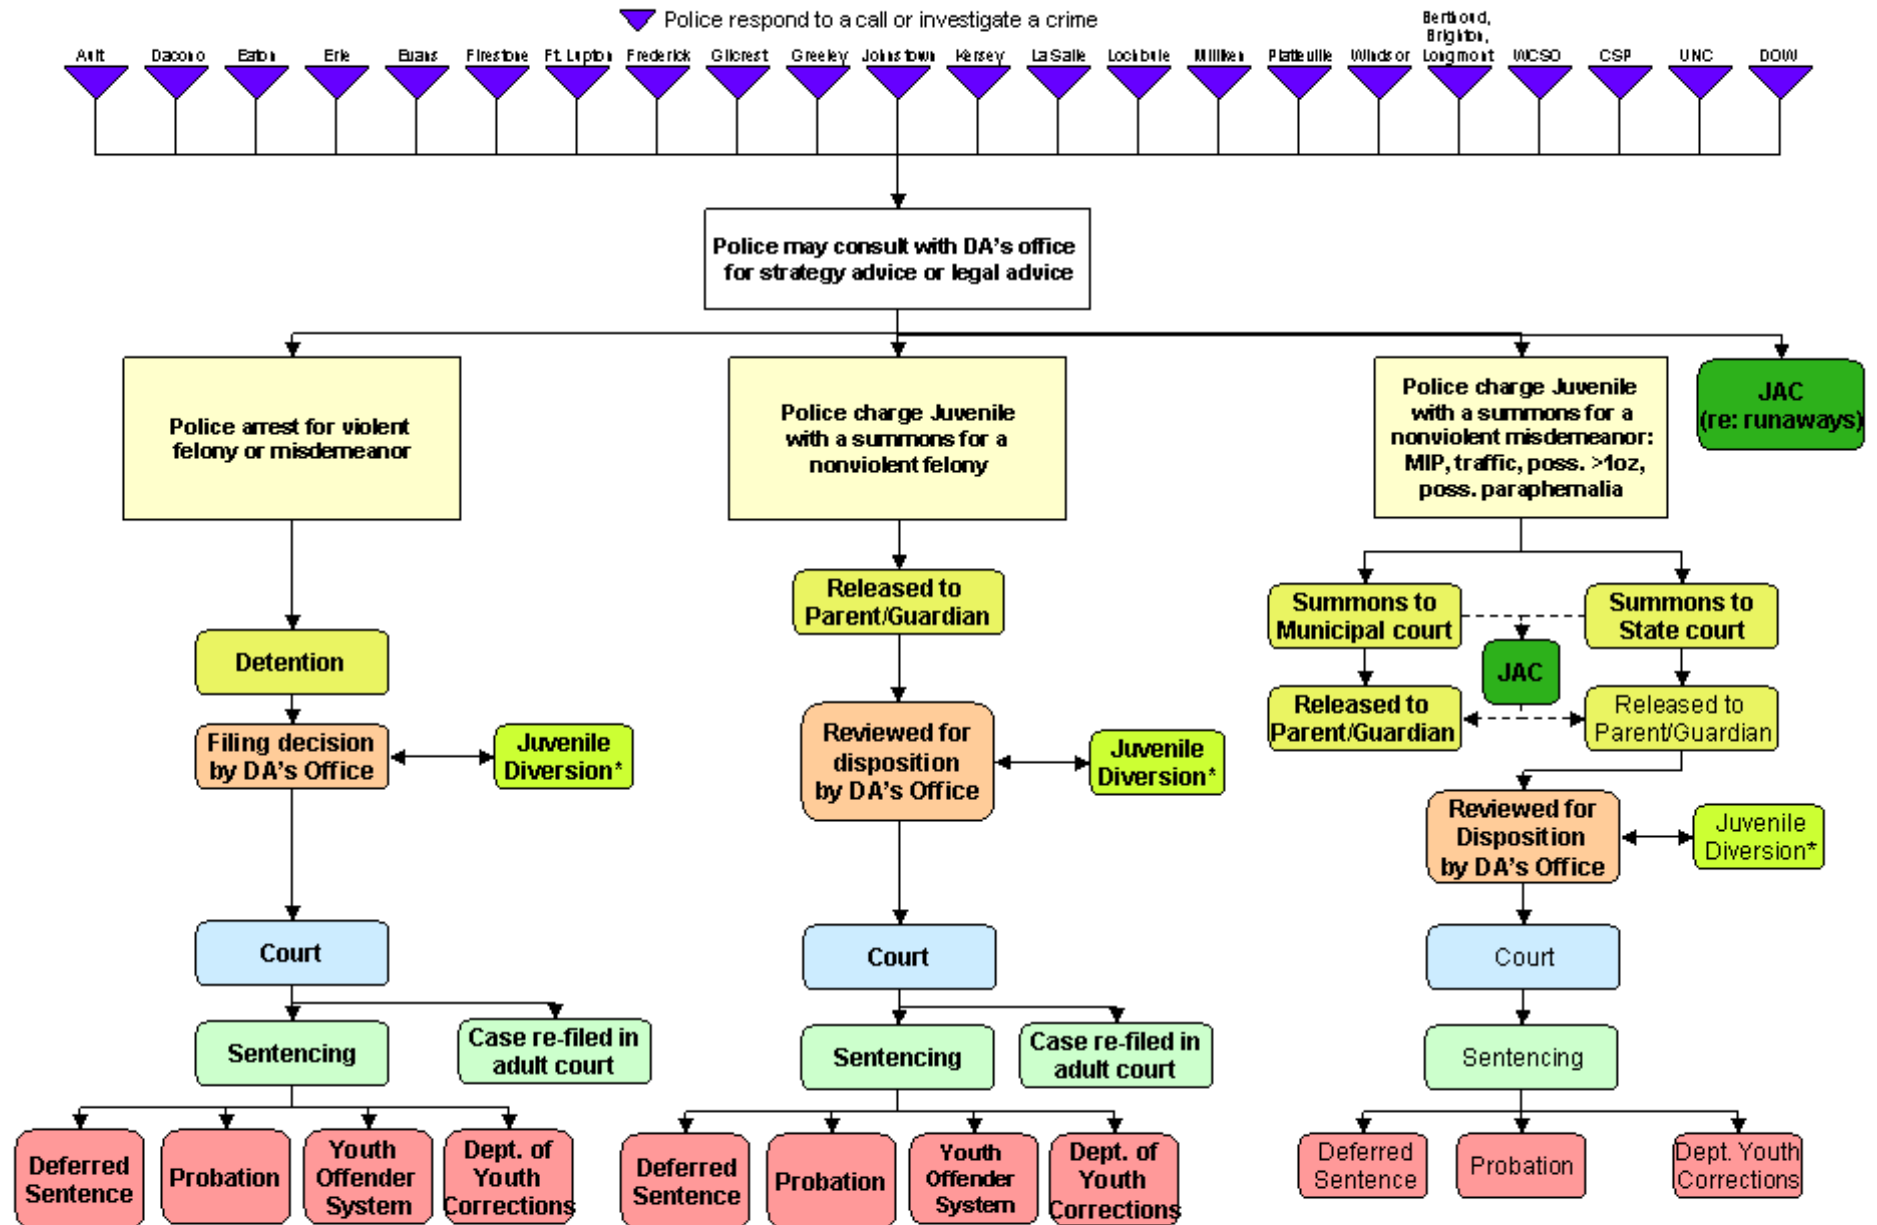 Police respond to a call or investigate a crime
Berthoud,
Brighton,
Ault Dacono Eaton Erie Evans Firestone Ft. Lupton Frederick Gilcrest Greeley Johnstown Kersey La Salle Lochbuie Milliken Platteville Windsor Longmont WCSO CSP UNC DOW
Police may consult with DA's office
for strategy advice or legal advice
Police arrest for violent
felony or misdemeanor
Police charge Juvenile
with a summons for a
nonviolent felony
Police charge Juvenile
with a summons for a
nonviolent misdemeanor:
MIP, traffic, poss. >1oz,
poss. paraphernalia
JAC
(re: runaways)
Released to
Parent/Guardian
Summons to
Municipal court
Summons to
State court
Detention
JAC
Released to
Parent/Guardian
Released to
Parent/Guardian
Filing decision
by DA's Office
Juvenile
Diversion*
Reviewed for
disposition
by DA's Office
Juvenile
Diversion*
Reviewed for
Disposition
by DA's Office
Juvenile
Diversion*
Court
Court
Court
Sentencing
Case re-filed in
adult court
Sentencing
Case re-filed in
adult court
Sentencing
Deferred
Sentence
Probation
Youth
Offender
System
Dept. of
Youth
Corrections
Deferred
Sentence
Probation
Youth
Offender
System
Dept. of
Youth
Corrections
Deferred
Sentence
Probation
Dept. Youth
Corrections